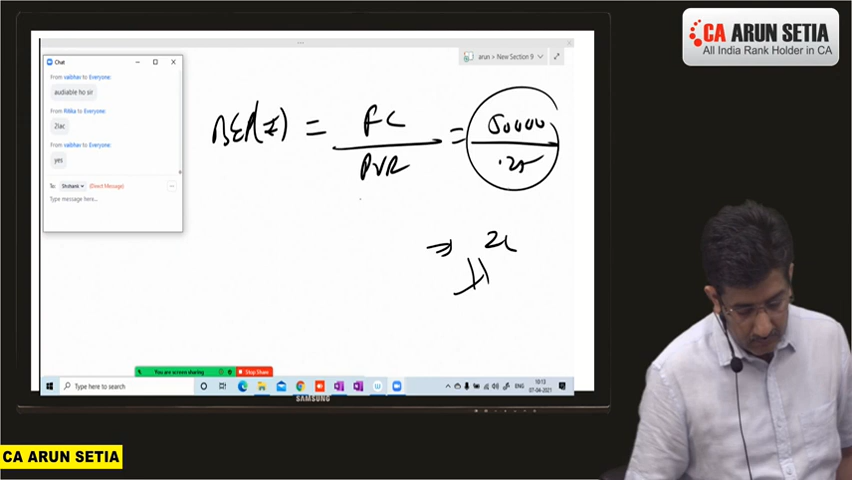 CA ARUN SETIA
All India Rank Holder in CA
arun > New Section 9
Chat
From vaibhav to Everyone:
audiable ho sir
From Ritika to Everyone:
2lac
From vaibhav to Everyone:
yes
To: Shshank (Direct Message)
Type message here...
BEP(₹) = FC / PVR = 50000 / .25
⇒ 2L
You are screen sharing
Stop Share
Type here to search
ENG
10:13
07-04-2021
SAMSUNG
CA ARUN SETIA